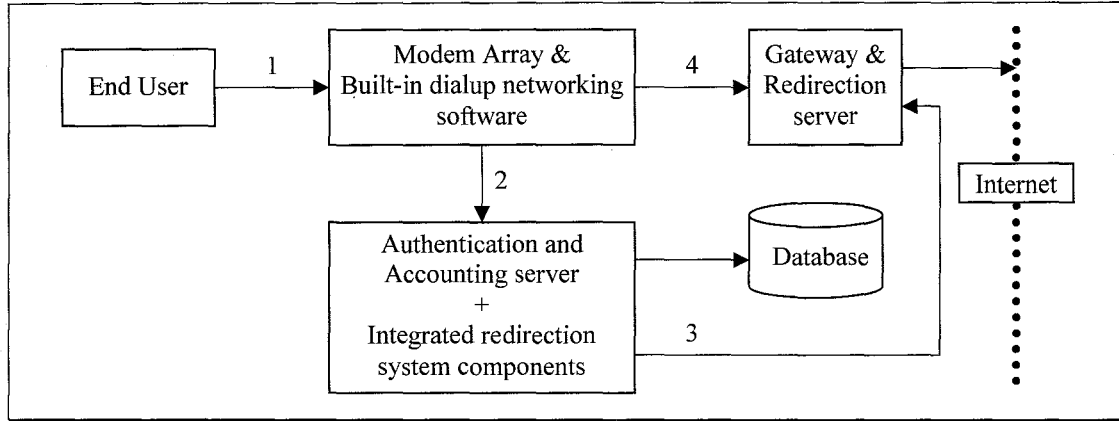 End User
1
Modem Array &
Built-in dialup networking
software
4
Gateway &
Redirection
server
2
Internet
Authentication and
Accounting server
+
Integrated redirection
system components
Database
3